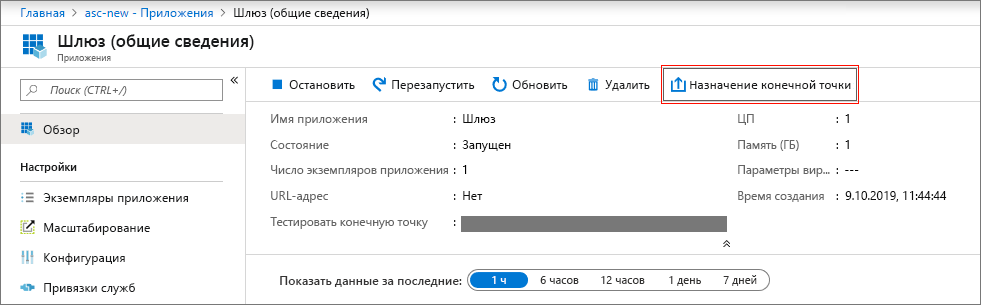 Главная > asc-new - Приложения > Шлюз (общие сведения)
Шлюз (общие сведения)
Приложения
Поиск (CTRL+/)
«
Обзор
Настройки
Экземпляры приложения
Масштабирование
Конфигурация
Привязки служб
Остановить Перезапустить Обновить Удалить Назначение конечной точки
Имя приложения : Шлюз ЦП : 1
Состояние : Запущен Память (ГБ) : 1
Число экземпляров приложения : 1 Параметры вир... : ---
URL-адрес : Нет Время создания : 9.10.2019, 11:44:44
Тестировать конечную точку :
Показать данные за последние: 1 ч 6 часов 12 часов 1 день 7 дней